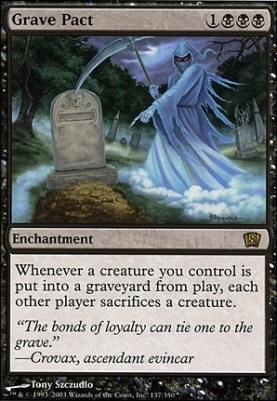 Grave Pact 1
Enchantment
Whenever a creature you control is
put into a graveyard from play, each
other player sacrifices a creature.
"The bonds of loyalty can tie one to the
grave."
—Crovax, ascendant evincar
Tony Szczudlo
™ & © 1993–2003 Wizards of the Coast, Inc. 137/350